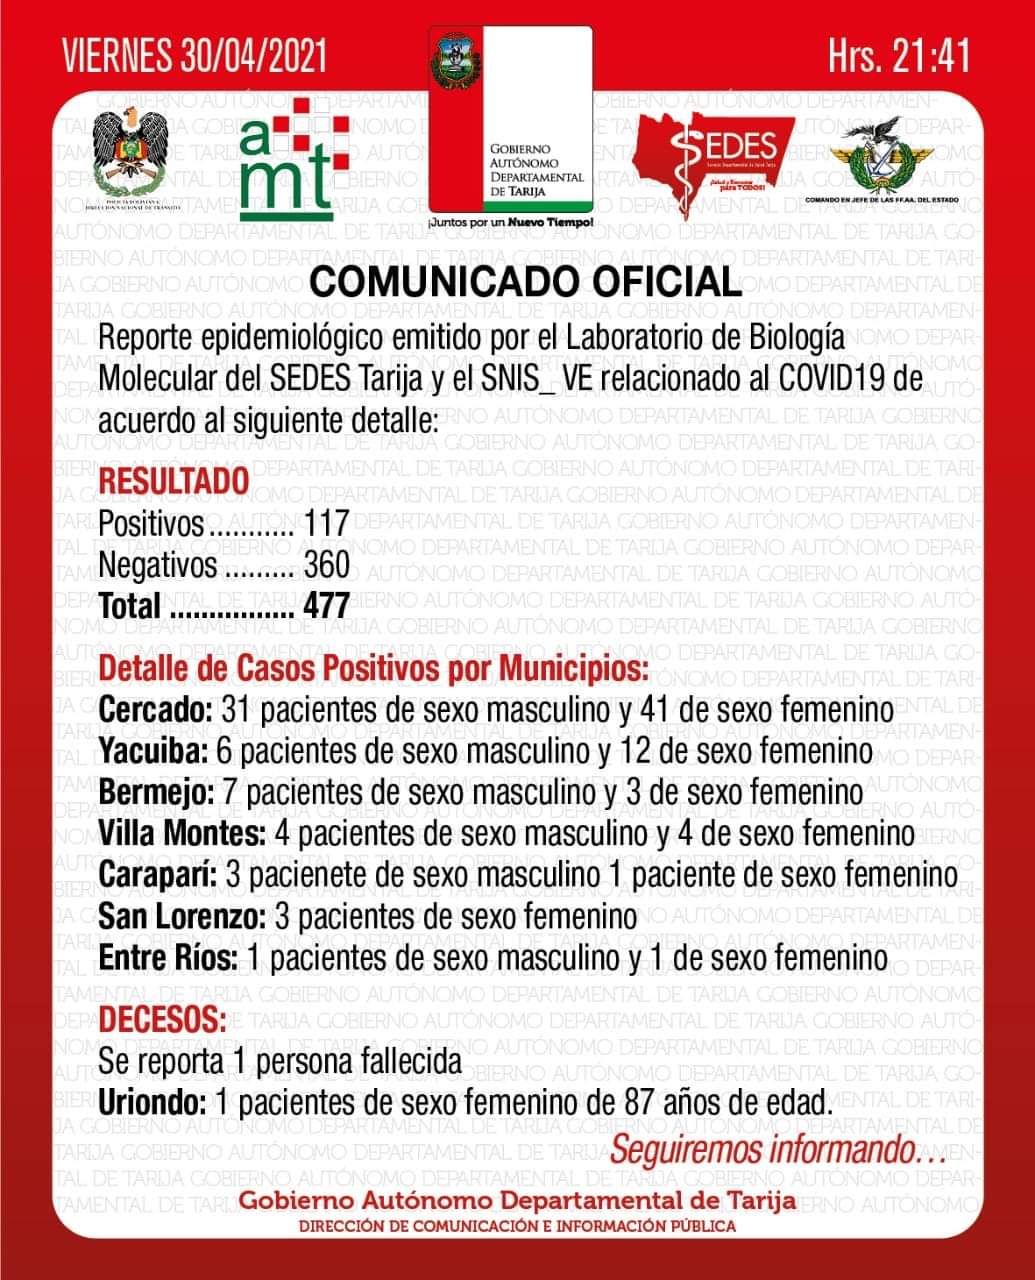 VIERNES 30/04/2021
Hrs. 21:41
POLICÍA BOLIVIANA
DIRECCIÓN NACIONAL DE TRÁNSITO
amt
GOBIERNO
AUTÓNOMO
DEPARTAMENTAL
DE TARIJA
¡Juntos por un Nuevo Tiempo!
SEDES
Servicio Departamental de Salud Tarija
¡Salud y Bienestar
para TODOS!
COMANDO EN JEFE DE LAS FF.AA. DEL ESTADO
COMUNICADO OFICIAL
Reporte epidemiológico emitido por el Laboratorio de Biología
Molecular del SEDES Tarija y el SNIS_ VE relacionado al COVID19 de
acuerdo al siguiente detalle:
RESULTADO
Positivos ........... 117
Negativos ......... 360
Total ................ 477
Detalle de Casos Positivos por Municipios:
Cercado: 31 pacientes de sexo masculino y 41 de sexo femenino
Yacuiba: 6 pacientes de sexo masculino y 12 de sexo femenino
Bermejo: 7 pacientes de sexo masculino y 3 de sexo femenino
Villa Montes: 4 pacientes de sexo masculino y 4 de sexo femenino
Caraparí: 3 pacienete de sexo masculino 1 paciente de sexo femenino
San Lorenzo: 3 pacientes de sexo femenino
Entre Ríos: 1 pacientes de sexo masculino y 1 de sexo femenino
DECESOS:
Se reporta 1 persona fallecida
Uriondo: 1 pacientes de sexo femenino de 87 años de edad.
Seguiremos informando...
Gobierno Autónomo Departamental de Tarija
DIRECCIÓN DE COMUNICACIÓN E INFORMACIÓN PÚBLICA